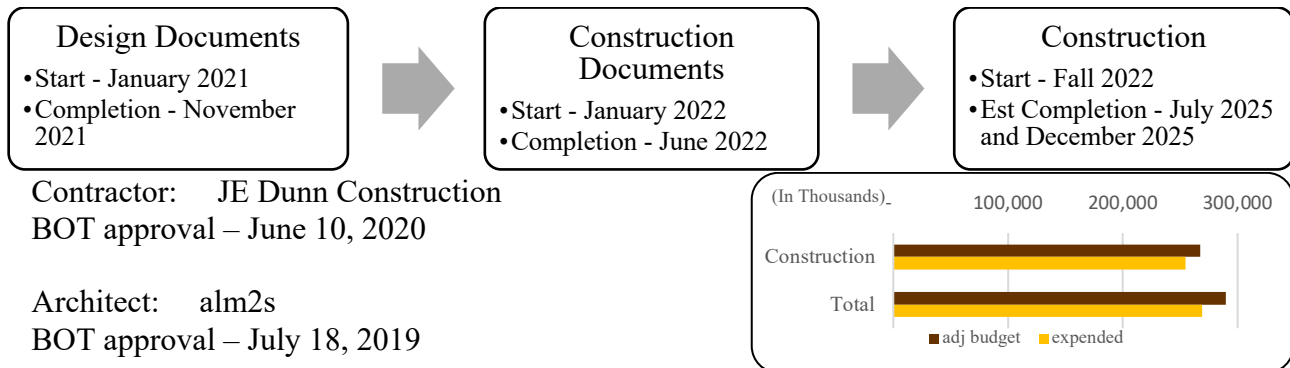 Design Documents
•Start - January 2021
•Completion - November
2021
Construction
Documents
•Start - January 2022
•Completion - June 2022
Construction
•Start - Fall 2022
•Est Completion - July 2025
and December 2025
Contractor: JE Dunn Construction
BOT approval – June 10, 2020
Architect: alm2s
BOT approval – July 18, 2019
(In Thousands) - 100,000 200,000 300,000
Construction
Total
adj budget expended